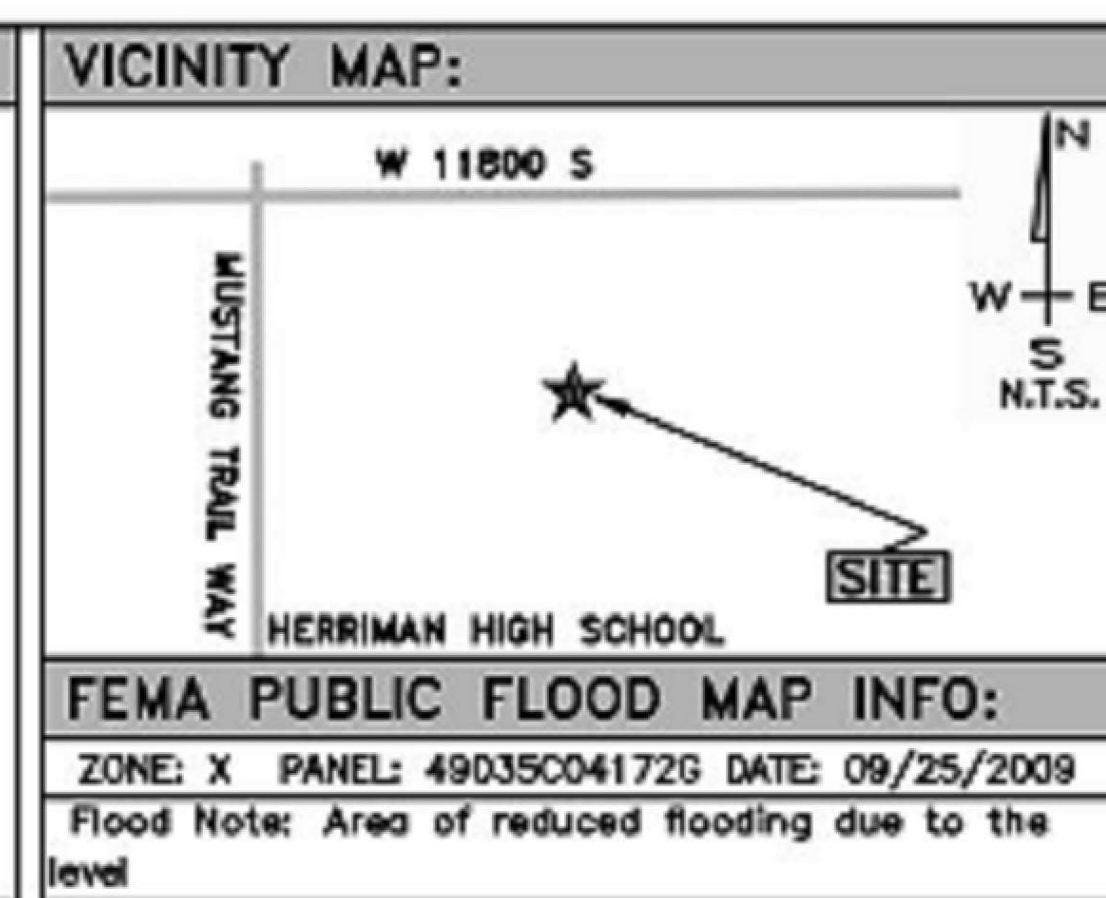 VICINITY MAP:
W 11800 S
N
W E
S
N.T.S.
MUSTANG TRAIL WAY
SITE
HERRIMAN HIGH SCHOOL
FEMA PUBLIC FLOOD MAP INFO:
ZONE: X PANEL: 49035C04172G DATE: 09/25/2009
Flood Note: Area of reduced flooding due to the
level